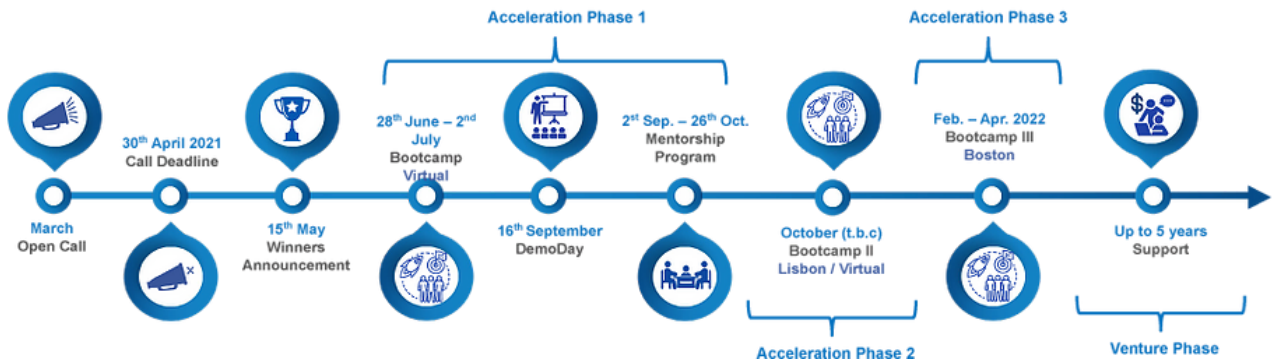 Acceleration Phase 1
Acceleration Phase 3
30th April 2021
Call Deadline
28th June – 2nd
July
Bootcamp
Virtual
2st Sep. – 26th Oct.
Mentorship
Program
Feb. – Apr. 2022
Bootcamp III
Boston
$
March
Open Call
x
15th May
Winners
Announcement
16th September
DemoDay
October (t.b.c)
Bootcamp II
Lisbon / Virtual
Up to 5 years
Support
Acceleration Phase 2
Venture Phase